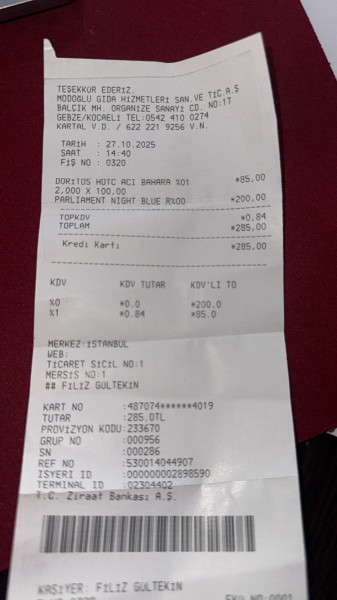 TEŞEKKÜR EDERİZ.
MODOĞLU GIDA HİZMETLERİ SAN.VE TİC.A.Ş
BALÇIK MH. ORGANİZE SANAYİ CD. NO:17
GEBZE/KOCAELİ TEL:0542 410 0274
KARTAL V.D. / 622 221 9256 V.N.
TARİH : 27.10.2025
SAAT : 14:40
FİŞ NO : 0320
DORİTOS HOTC ACI BAHARA %01 *85,00
2,000 X 100,00
PARLIAMENT NIGHT BLUE R%00 *200,00
TOPKDV *0,84
TOPLAM *285,00
Kredi Kartı *285,00
KDV KDV TUTAR KDV'Lİ TO
%0 *0.0 *200.0
%1 *0.84 *85.0
MERKEZ:İSTANBUL
WEB:
TİCARET SİCİL NO:1
MERSİS NO:1
## FİLİZ GÜLTEKİN
KART NO :487074******4019
TUTAR :285.0TL
PROVİZYON KODU:233670
GRUP NO :000956
SN :000286
REF NO :530014044907
ISYERI ID :000000002898590
TERMINAL ID :02304402
T.C. Ziraat Bankası A.Ş.
KASİYER: FİLİZ GÜLTEKİN